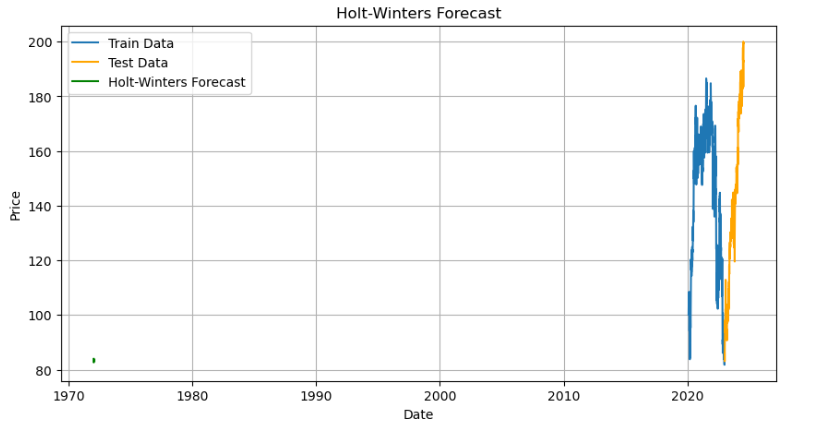 Holt-Winters Forecast
Train Data
Test Data
Holt-Winters Forecast
200
180
160
140
120
100
80
Price
1970 1980 1990 2000 2010 2020
Date